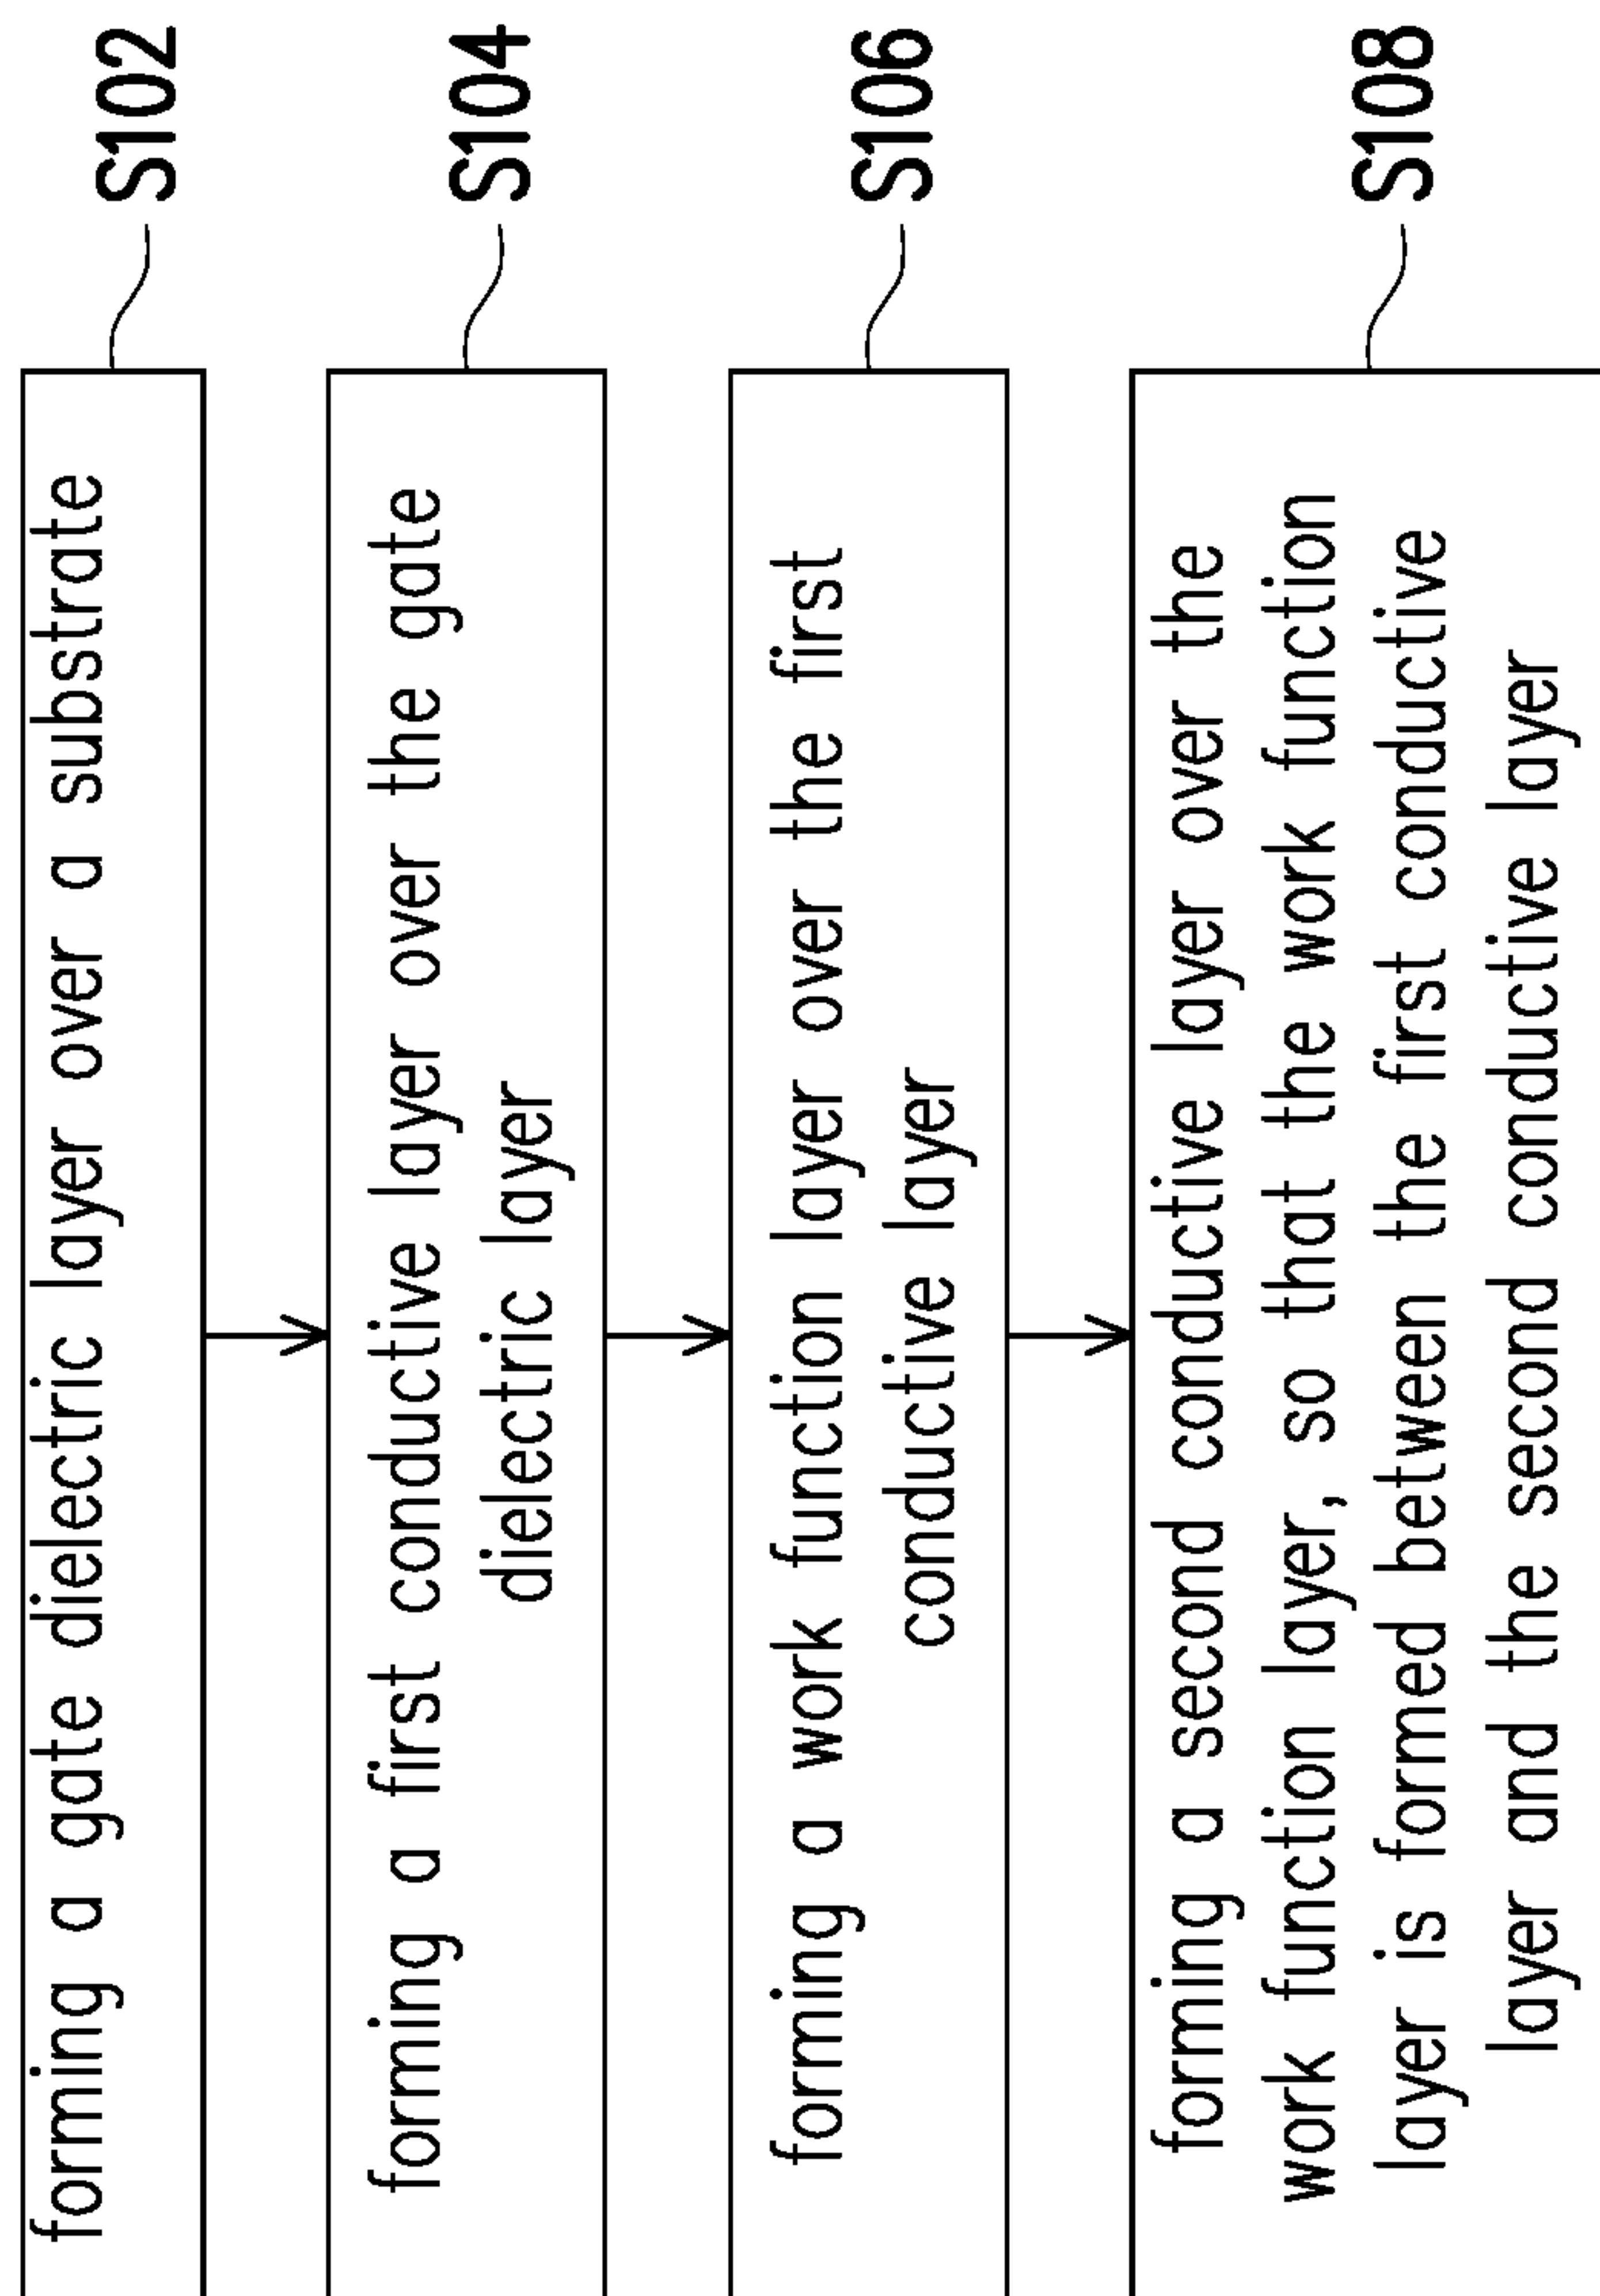 forming a gate dielectric layer over a substrate
S102
forming a first conductive layer over the gate
dielectric layer
S104
forming a work function layer over the first
conductive layer
S106
forming a second conductive layer over the
work function layer, so that the work function
layer is formed between the first conductive
layer and the second conductive layer
S108